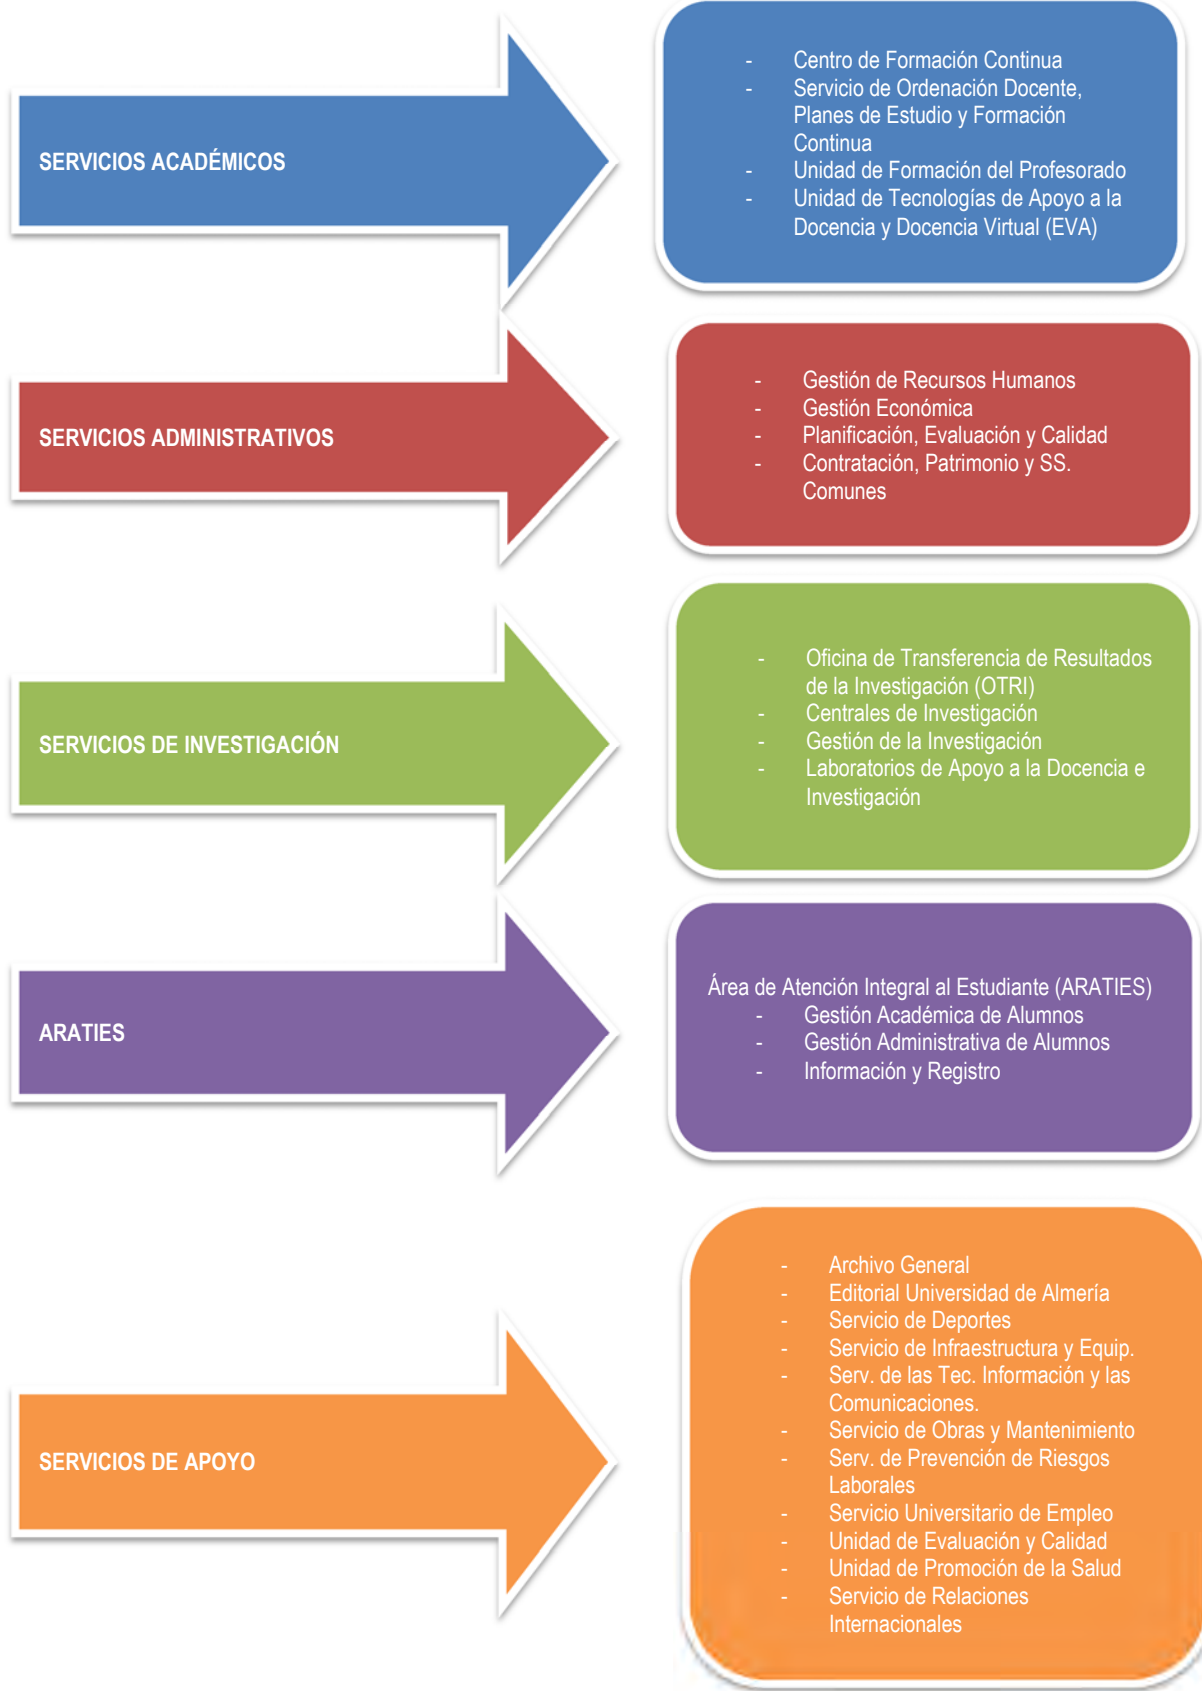 SERVICIOS ACADÉMICOS
- Centro de Formación Continua
- Servicio de Ordenación Docente,
Planes de Estudio y Formación
Continua
- Unidad de Formación del Profesorado
- Unidad de Tecnologías de Apoyo a la
Docencia y Docencia Virtual (EVA)
SERVICIOS ADMINISTRATIVOS
- Gestión de Recursos Humanos
- Gestión Económica
- Planificación, Evaluación y Calidad
- Contratación, Patrimonio y SS.
Comunes
SERVICIOS DE INVESTIGACIÓN
- Oficina de Transferencia de Resultados
de la Investigación (OTRI)
- Centrales de Investigación
- Gestión de la Investigación
- Laboratorios de Apoyo a la Docencia e
Investigación
ARATIES
Área de Atención Integral al Estudiante (ARATIES)
- Gestión Académica de Alumnos
- Gestión Administrativa de Alumnos
- Información y Registro
SERVICIOS DE APOYO
- Archivo General
- Editorial Universidad de Almería
- Servicio de Deportes
- Servicio de Infraestructura y Equip.
- Serv. de las Tec. Información y las
Comunicaciones.
- Servicio de Obras y Mantenimiento
- Serv. de Prevención de Riesgos
Laborales
- Servicio Universitario de Empleo
- Unidad de Evaluación y Calidad
- Unidad de Promoción de la Salud
- Servicio de Relaciones
Internacionales